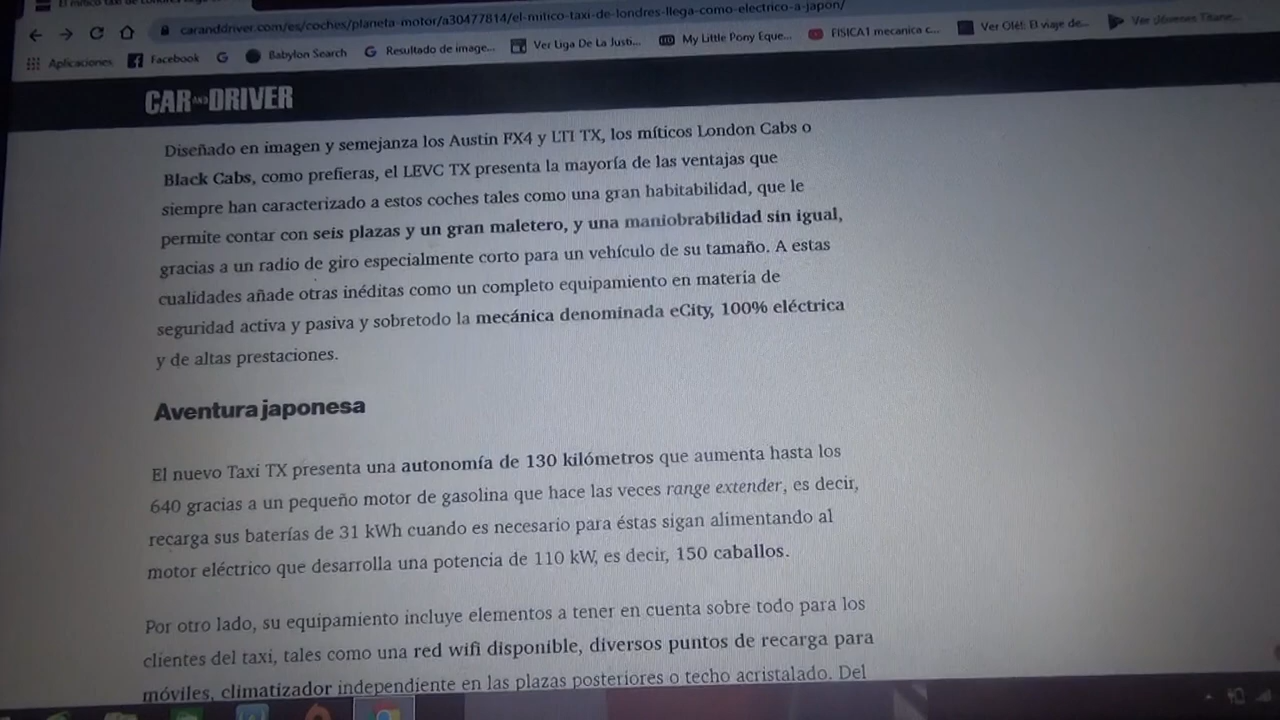 caranddriver.com/es/coches/planeta-motor/a30477814/el-mitico-taxi-de-londres-llega-como-electrico-a-japon/
Aplicaciones Facebook Babylon Search Resultado de image... Ver Liga De La Justi... My Little Pony Eque... FISICA1 mecanica c... Ver Olé!: El viaje de... Ver Jóvenes Titane...
CAR AND DRIVER
Diseñado en imagen y semejanza los Austin FX4 y LTI TX, los míticos London Cabs o
Black Cabs, como prefieras, el LEVC TX presenta la mayoría de las ventajas que
siempre han caracterizado a estos coches tales como una gran habitabilidad, que le
permite contar con seis plazas y un gran maletero, y una maniobrabilidad sin igual,
gracias a un radio de giro especialmente corto para un vehículo de su tamaño. A estas
cualidades añade otras inéditas como un completo equipamiento en materia de
seguridad activa y pasiva y sobretodo la mecánica denominada eCity, 100% eléctrica
y de altas prestaciones.
Aventura japonesa
El nuevo Taxi TX presenta una autonomía de 130 kilómetros que aumenta hasta los
640 gracias a un pequeño motor de gasolina que hace las veces range extender, es decir,
recarga sus baterías de 31 kWh cuando es necesario para éstas sigan alimentando al
motor eléctrico que desarrolla una potencia de 110 kW, es decir, 150 caballos.
Por otro lado, su equipamiento incluye elementos a tener en cuenta sobre todo para los
clientes del taxi, tales como una red wifi disponible, diversos puntos de recarga para
móviles, climatizador independiente en las plazas posteriores o techo acristalado. Del